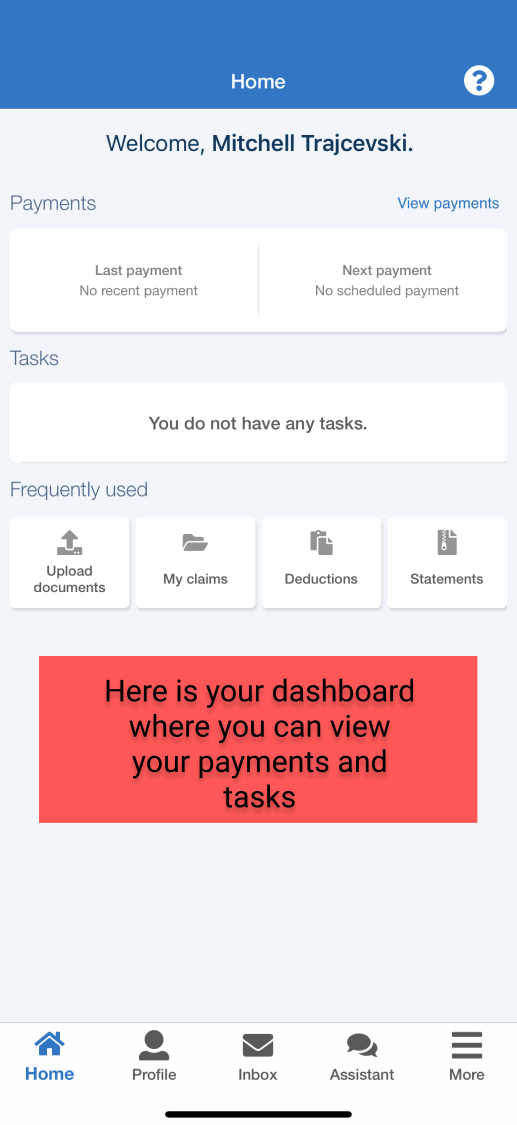 Home
Welcome, Mitchell Trajcevski.
Payments
View payments
Last payment
No recent payment
Next payment
No scheduled payment
Tasks
You do not have any tasks.
Frequently used
Upload
documents
My claims
Deductions
Statements
Here is your dashboard
where you can view
your payments and
tasks
Home
Profile
Inbox
Assistant
More